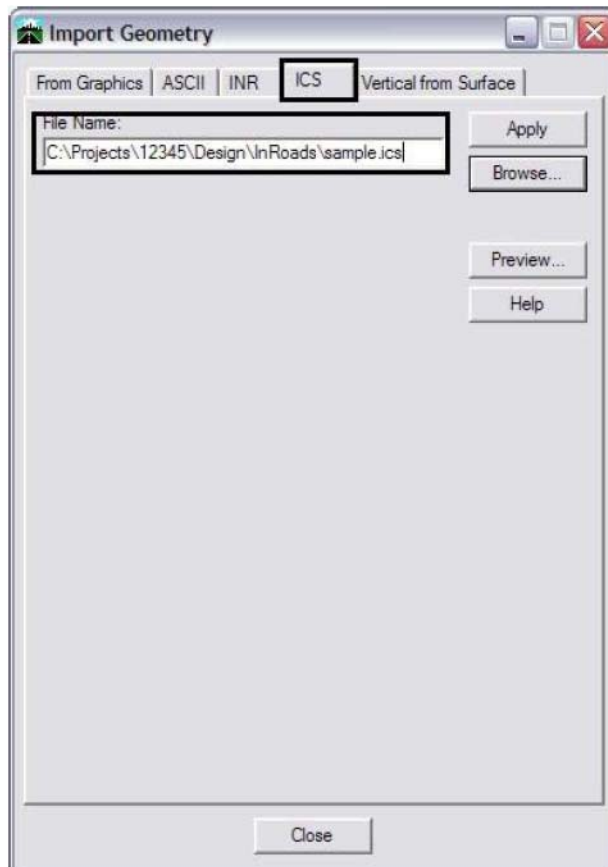 Import Geometry
From Graphics ASCII INR ICS Vertical from Surface
File Name:
C:\Projects\12345\Design\InRoads\sample.ics
Apply
Browse...
Preview...
Help
Close